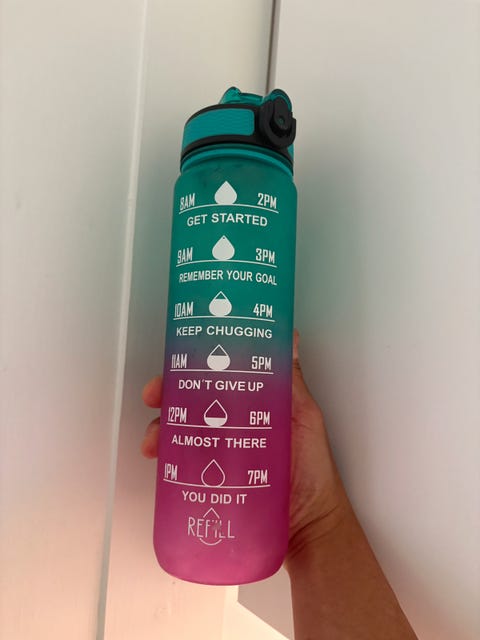 8AM 2PM
GET STARTED
9AM 3PM
REMEMBER YOUR GOAL
10AM 4PM
KEEP CHUGGING
11AM 5PM
DON'T GIVE UP
12PM 6PM
ALMOST THERE
1PM 7PM
YOU DID IT
REFILL